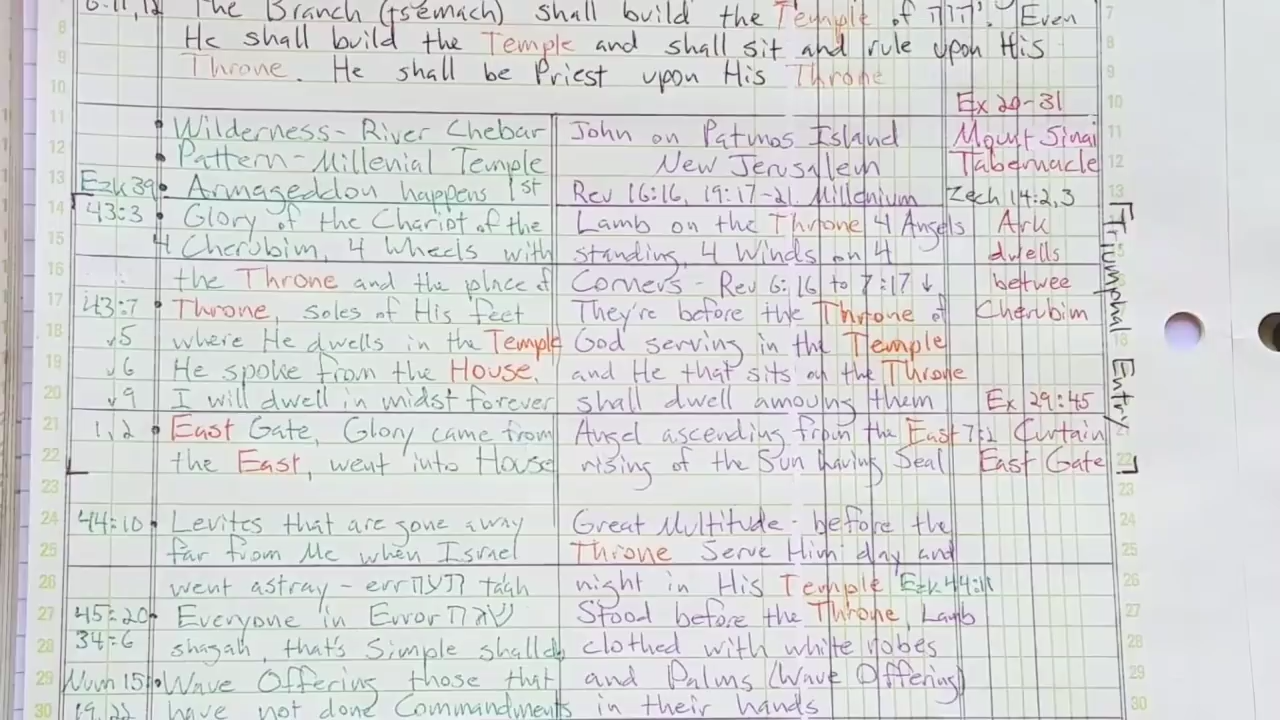 6:11,12 The Branch (tsemach) shall build the Temple of יהוה. Even
He shall build the Temple and shall sit and rule upon His
Throne. He shall be Priest upon His Throne
Ex 20-31
Wilderness - River Chebar John on Patmos Island Mount Sinai
Pattern - Millenial Temple New Jerusalem Tabernacle
Ezk 39 Armageddon happens 1st Rev 16:16, 19:17-21 Millenium Zech 14:2,3
43:3 Glory of the Chariot of the Lamb on the Throne 4 Angels Ark
4 Cherubim, 4 Wheels with standing, 4 Winds on 4 dwells
the Throne and the place of Corners - Rev 6:16 to 7:17 ↓ betwee
43:7 Throne, soles of His feet They're before the Throne of Cherubim
v5 where He dwells in the Temple God serving in the Temple
v6 He spoke from the House. and He that sits on the Throne
v9 I will dwell in midst forever shall dwell amoung them Ex 29:45
1,2 East Gate, Glory came from Angel ascending from the East 7:2 Curtain
the East, went into House rising of the Sun having Seal East Gate
Triumphal Entry
44:10 Levites that are gone away Great Multitude - before the
far from Me when Israel Throne Serve Him day and
went astray - err תעה taah night in His Temple Ezk 44:11
45:20 Everyone in Error שגה Stood before the Throne, Lamb
34:6 shagah, that's Simple shall clothed with white robes
Num 15 Wave Offering those that and Palms (Wave Offering)
19,22 have not done Commandments in their hands